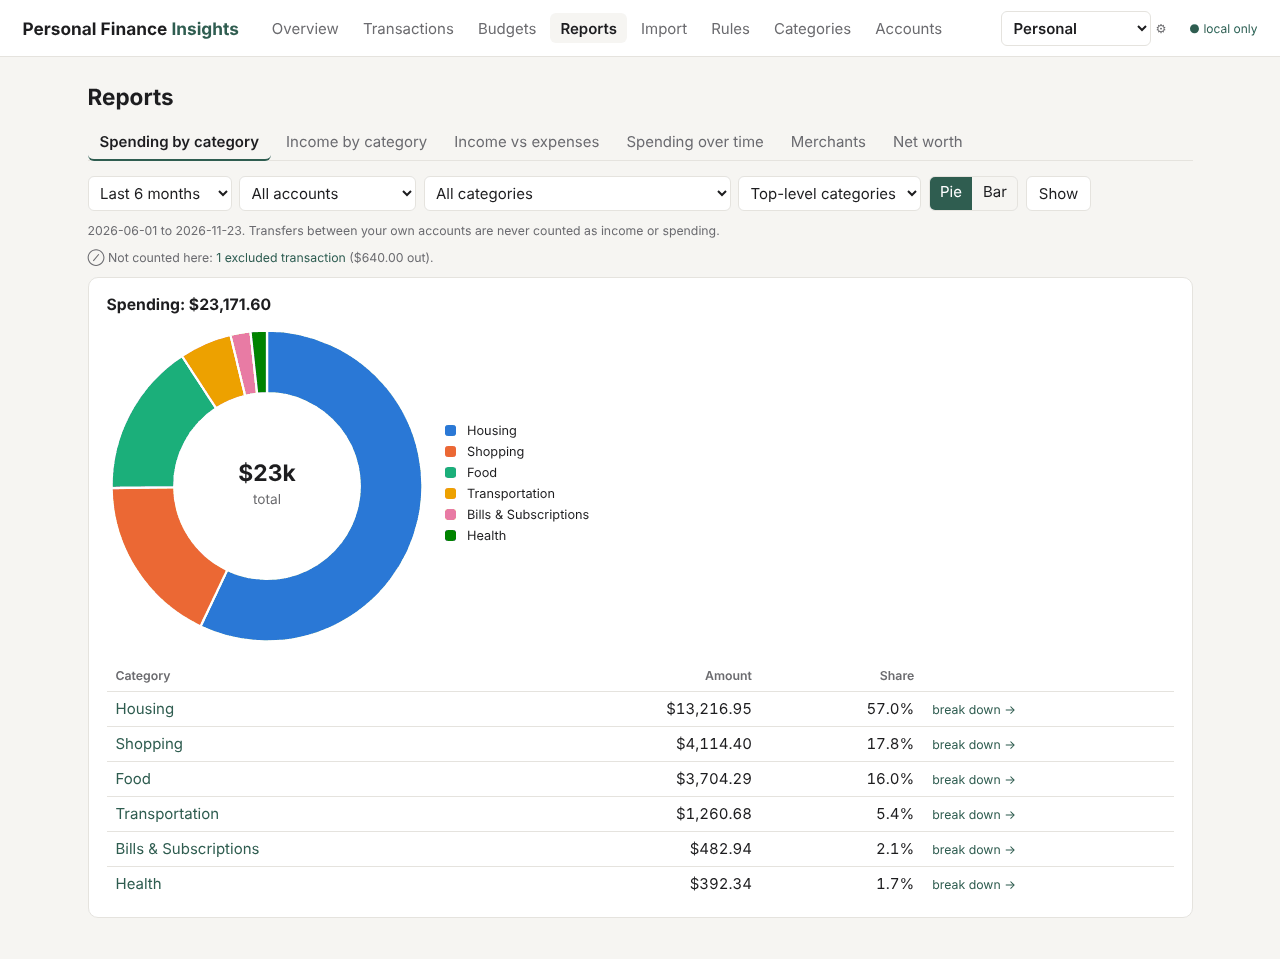 Personal Finance Insights Overview Transactions Budgets Reports Import Rules Categories Accounts Personal local only
Reports
Spending by category Income by category Income vs expenses Spending over time Merchants Net worth
Last 6 months All accounts All categories Top-level categories Pie Bar Show
2026-06-01 to 2026-11-23. Transfers between your own accounts are never counted as income or spending.
Not counted here: 1 excluded transaction ($640.00 out).
Spending: $23,171.60
$23k
total
Housing
Shopping
Food
Transportation
Bills & Subscriptions
Health
Category Amount Share
Housing $13,216.95 57.0% break down →
Shopping $4,114.40 17.8% break down →
Food $3,704.29 16.0% break down →
Transportation $1,260.68 5.4% break down →
Bills & Subscriptions $482.94 2.1% break down →
Health $392.34 1.7% break down →